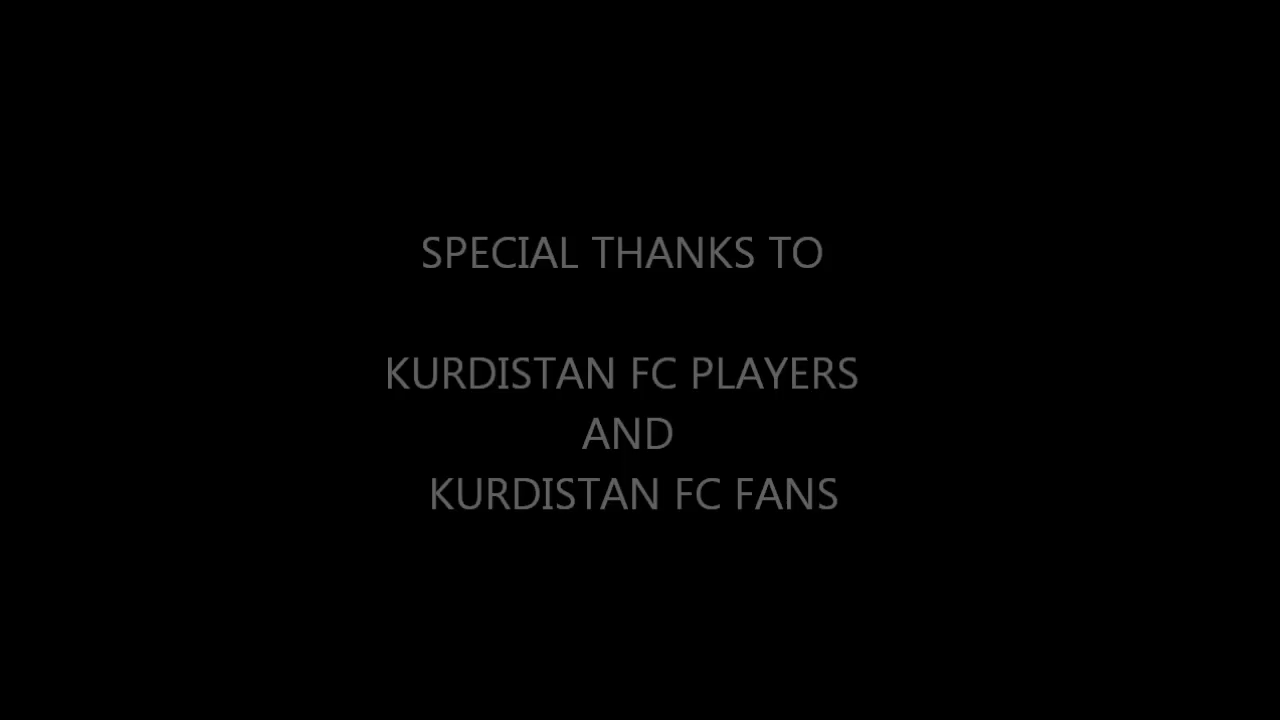 SPECIAL THANKS TO
KURDISTAN FC PLAYERS
AND
KURDISTAN FC FANS